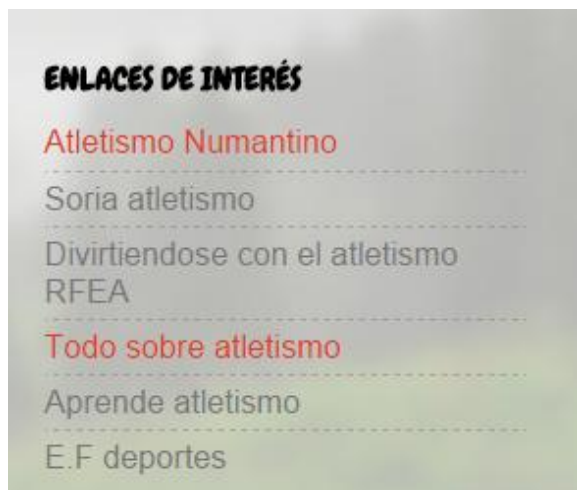 ENLACES DE INTERÉS
Atletismo Numantino
Soria atletismo
Divirtiendose con el atletismo
RFEA
Todo sobre atletismo
Aprende atletismo
E.F deportes